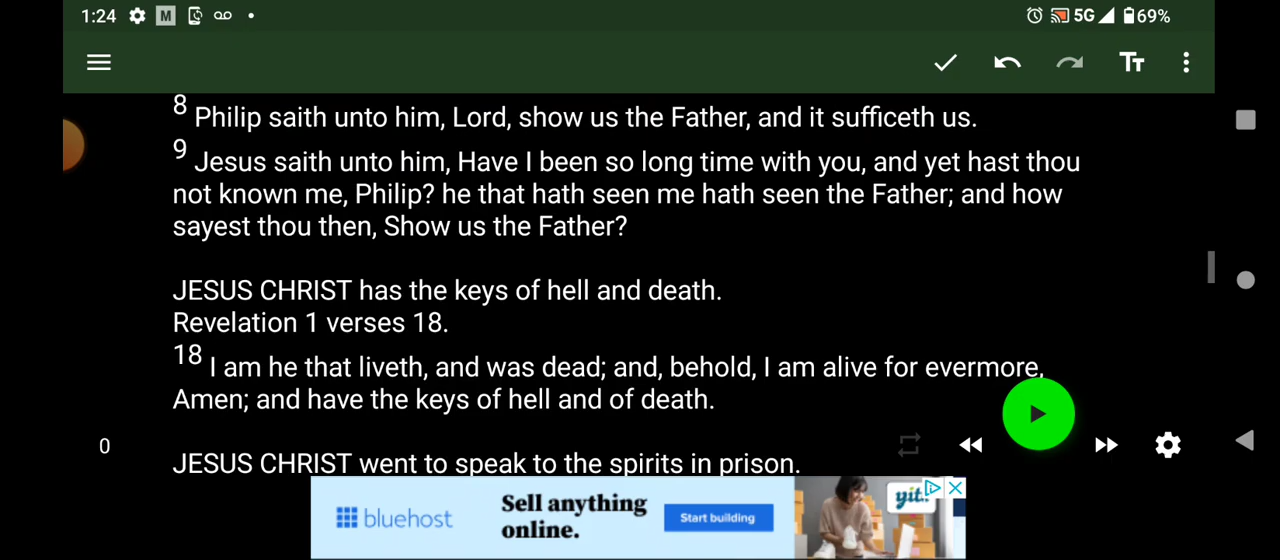 1:24 M 5G 69%
Tт
8 Philip saith unto him, Lord, show us the Father, and it sufficeth us.
9 Jesus saith unto him, Have I been so long time with you, and yet hast thou
not known me, Philip? he that hath seen me hath seen the Father; and how
sayest thou then, Show us the Father?
JESUS CHRIST has the keys of hell and death.
Revelation 1 verses 18.
18 I am he that liveth, and was dead; and, behold, I am alive for evermore,
Amen; and have the keys of hell and of death.
0
JESUS CHRIST went to speak to the spirits in prison.
bluehost
Sell anything
online.
Start building
yit!